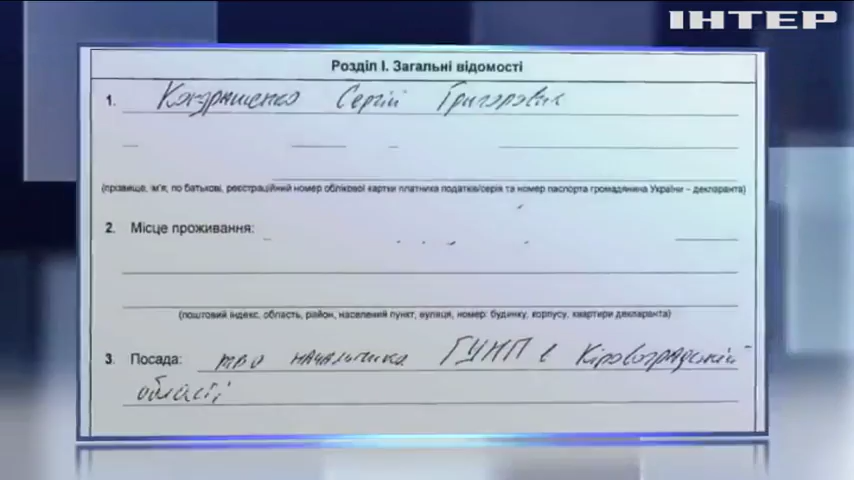 ІНТЕР
Розділ І. Загальні відомості
1. Кондрашенко Сергій Григорович
(прізвище, ім'я, по батькові, реєстраційний номер облікової картки платника податків/серія та номер паспорта громадянина України – декларанта)
2. Місце проживання:
(поштовий індекс, область, район, населений пункт, вулиця, номер: будинку, корпусу, квартири декларанта)
3. Посада: тво начальника ГУНП в Кіровоградській
області